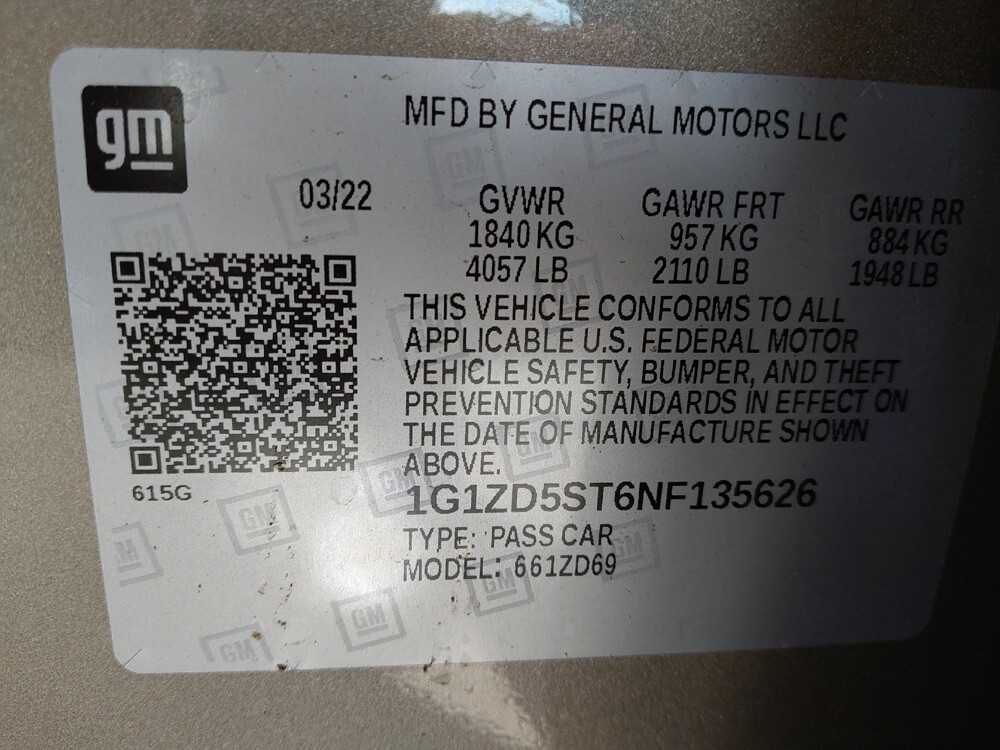 gm
MFD BY GENERAL MOTORS LLC
03/22 GVWR GAWR FRT GAWR RR
1840 KG 957 KG 884 KG
4057 LB 2110 LB 1948 LB
THIS VEHICLE CONFORMS TO ALL
APPLICABLE U.S. FEDERAL MOTOR
VEHICLE SAFETY, BUMPER, AND THEFT
PREVENTION STANDARDS IN EFFECT ON
THE DATE OF MANUFACTURE SHOWN
ABOVE.
615G
1G1ZD5ST6NF135626
TYPE: PASS CAR
MODEL: 661ZD69